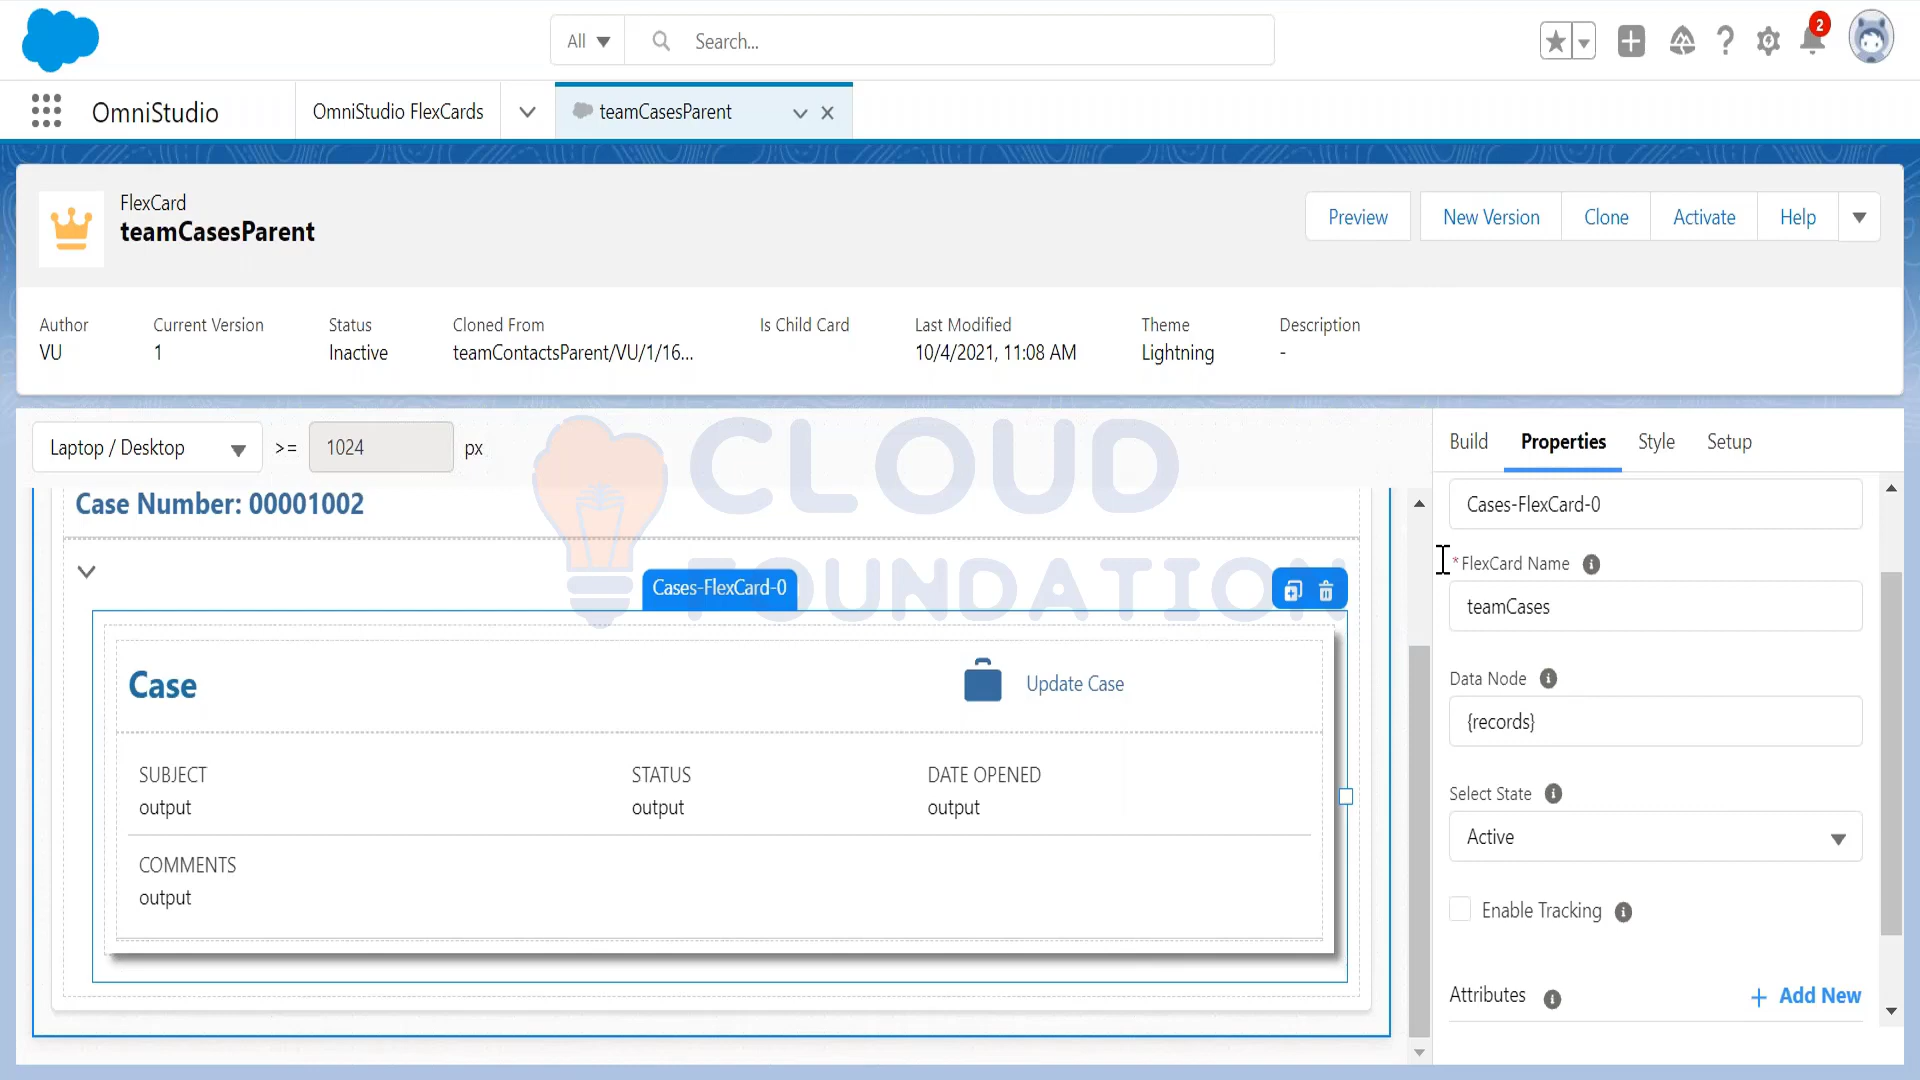 All
Search...
2
OmniStudio
OmniStudio FlexCards
teamCasesParent
FlexCard
teamCasesParent
Preview
New Version
Clone
Activate
Help
Author
Current Version
Status
Cloned From
Is Child Card
Last Modified
Theme
Description
VU
1
Inactive
teamContactsParent/VU/1/16...
10/4/2021, 11:08 AM
Lightning
-
Laptop / Desktop
>=
1024
px
CLOUD
FOUNDATION
Case Number: 00001002
Cases-FlexCard-0
Case
Update Case
SUBJECT
STATUS
DATE OPENED
output
output
output
COMMENTS
output
Build
Properties
Style
Setup
Cases-FlexCard-0
*FlexCard Name
teamCases
Data Node
{records}
Select State
Active
Enable Tracking
Attributes
+ Add New